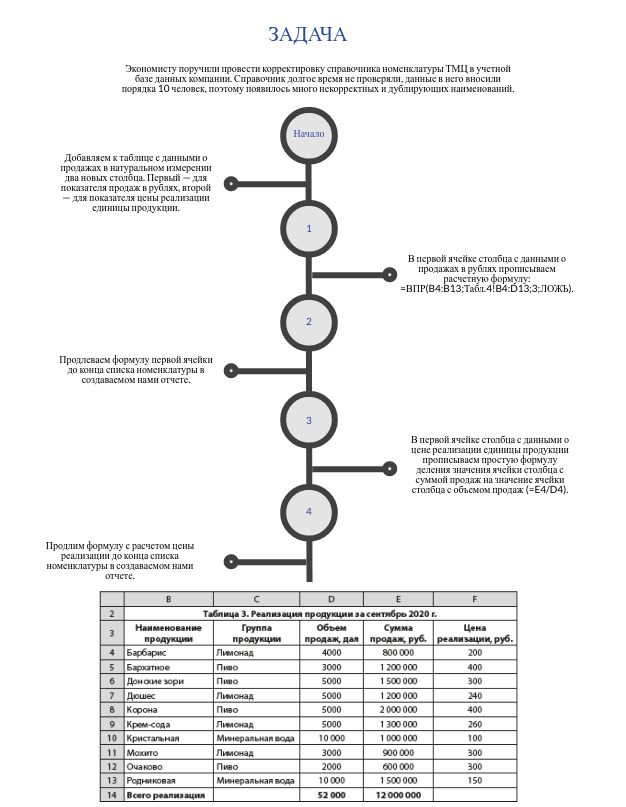 ЗАДАЧА
Экономисту поручили провести корректировку справочника номенклатуры ТМЦ в учетной
базе данных компании. Справочник долгое время не проверяли, данные в него вносили
порядка 10 человек, поэтому появилось много некорректных и дублирующих наименований.
Начало
Добавляем к таблице с данными о
продажах в натуральном измерении
два новых столбца. Первый — для
показателя продаж в рублях, второй
— для показателя цены реализации
единицы продукции.
1
В первой ячейке столбца с данными о
продажах в рублях прописываем
расчетную формулу:
=ВПР(B4:B13;Табл.4!B4:D13;3;ЛОЖЬ).
2
Продлеваем формулу первой ячейки
до конца списка номенклатуры в
создаваемом нами отчете.
3
В первой ячейке столбца с данными о
цене реализации единицы продукции
прописываем простую формулу
деления значения ячейки столбца с
суммой продаж на значение ячейки
столбца с объемом продаж (=E4/D4).
4
Продлим формулу с расчетом цены
реализации до конца списка
номенклатуры в создаваемом нами
отчете.
B C D E F
2 Таблица 3. Реализация продукции за сентябрь 2020 г.
3 Наименование продукции Группа продукции Объем продаж, дал Сумма продаж, руб. Цена реализации, руб.
4 Барбарис Лимонад 4000 800 000 200
5 Бархатное Пиво 3000 1 200 000 400
6 Донские зори Пиво 5000 1 500 000 300
7 Дюшес Лимонад 5000 1 200 000 240
8 Корона Пиво 5000 2 000 000 400
9 Крем-сода Лимонад 5000 1 300 000 260
10 Кристальная Минеральная вода 10 000 1 000 000 100
11 Мохито Лимонад 3000 900 000 300
12 Очаково Пиво 2000 600 000 300
13 Родниковая Минеральная вода 10 000 1 500 000 150
14 Всего реализация 52 000 12 000 000